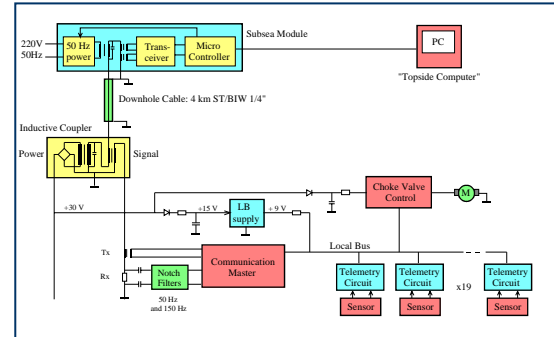 Subsea Module
220V
50Hz
50 Hz
power
Trans-
ceiver
Micro
Controller
PC
"Topside Computer"
Downhole Cable: 4 km ST/BIW 1/4"
Inductive Coupler
Power
Signal
Choke Valve
Control
M
+30 V
+15 V
LB
supply
+ 9 V
Local Bus
Tx
Communication
Master
Rx
Notch
Filters
50 Hz
and 150 Hz
Telemetry
Circuit
Telemetry
Circuit
x19
Telemetry
Circuit
Sensor
Sensor
Sensor